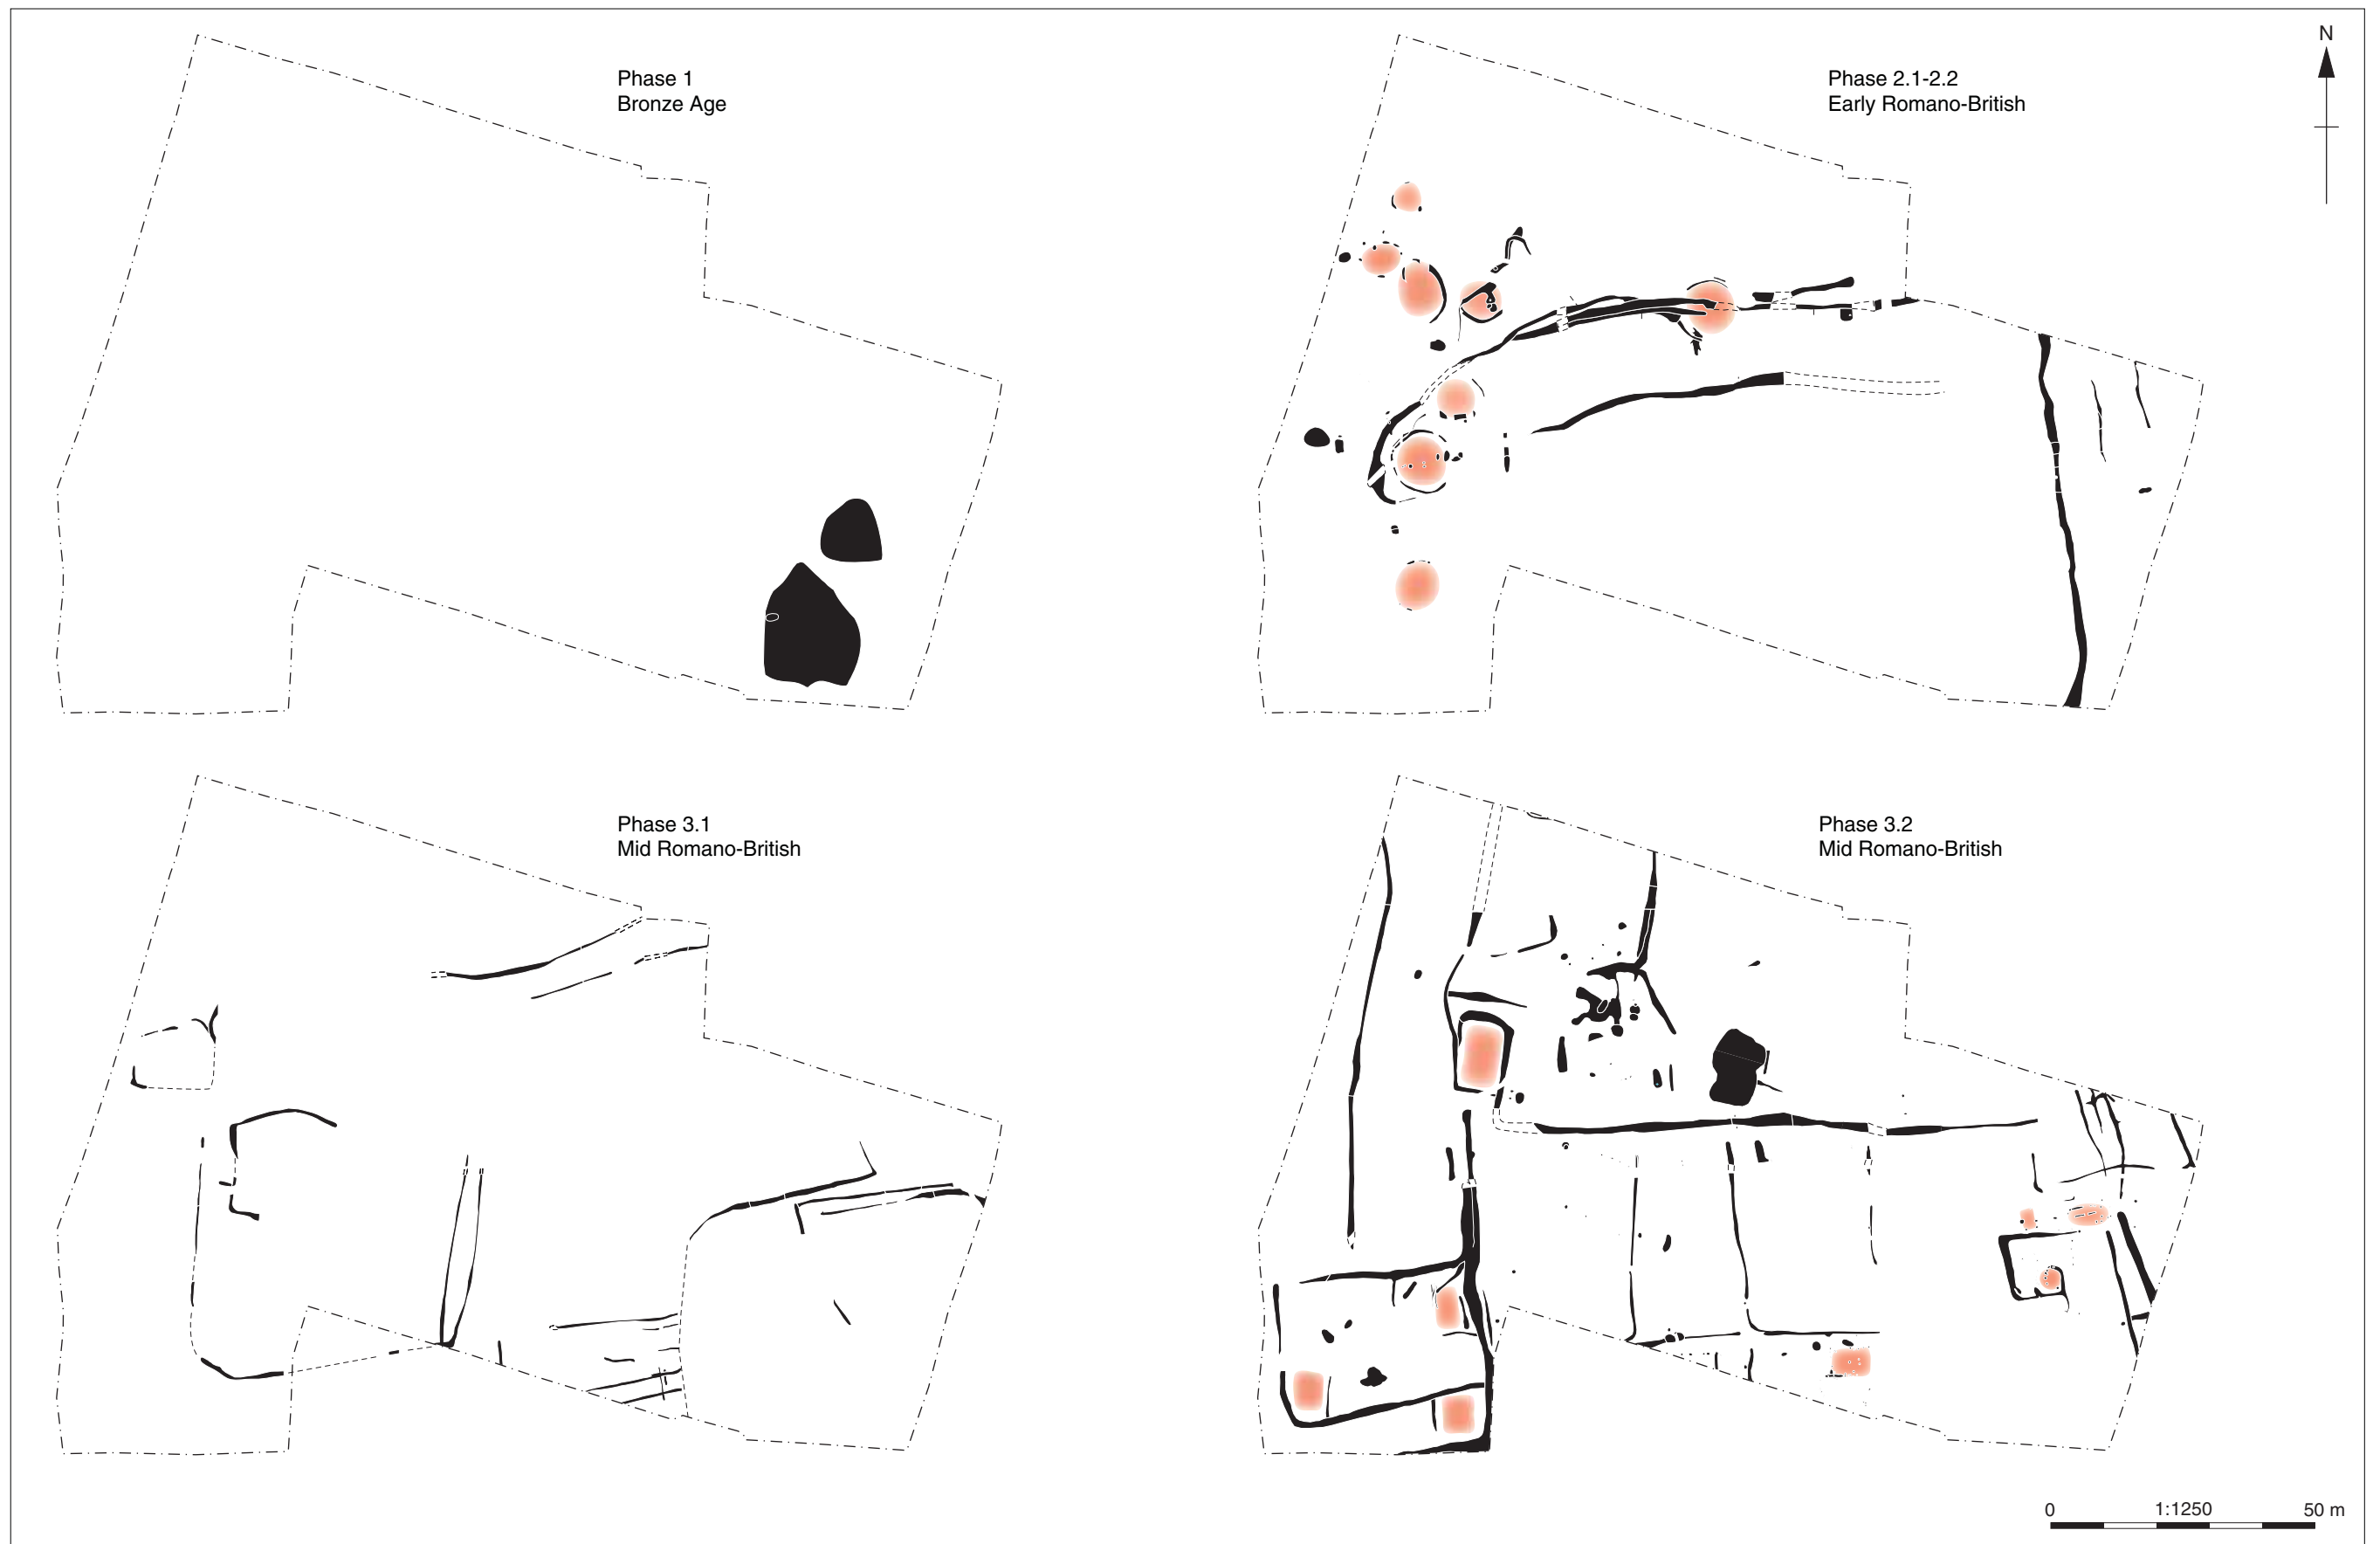 Phase 1
Bronze Age
Phase 2.1-2.2
Early Romano-British
N
Phase 3.1
Mid Romano-British
Phase 3.2
Mid Romano-British
0 1:1250 50 m